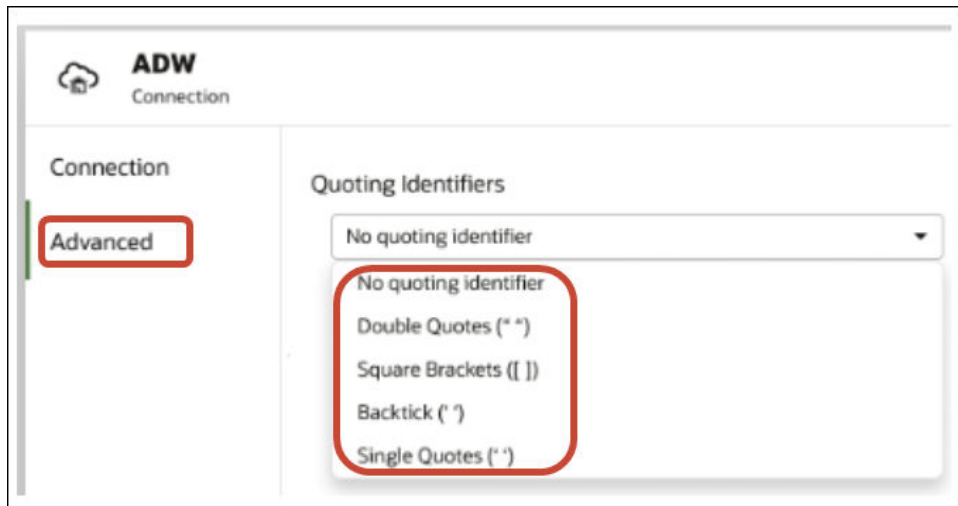 ADW
Connection
Connection
Advanced
Quoting Identifiers
No quoting identifier
No quoting identifier
Double Quotes (" ")
Square Brackets ([ ])
Backtick (' ')
Single Quotes (' ')